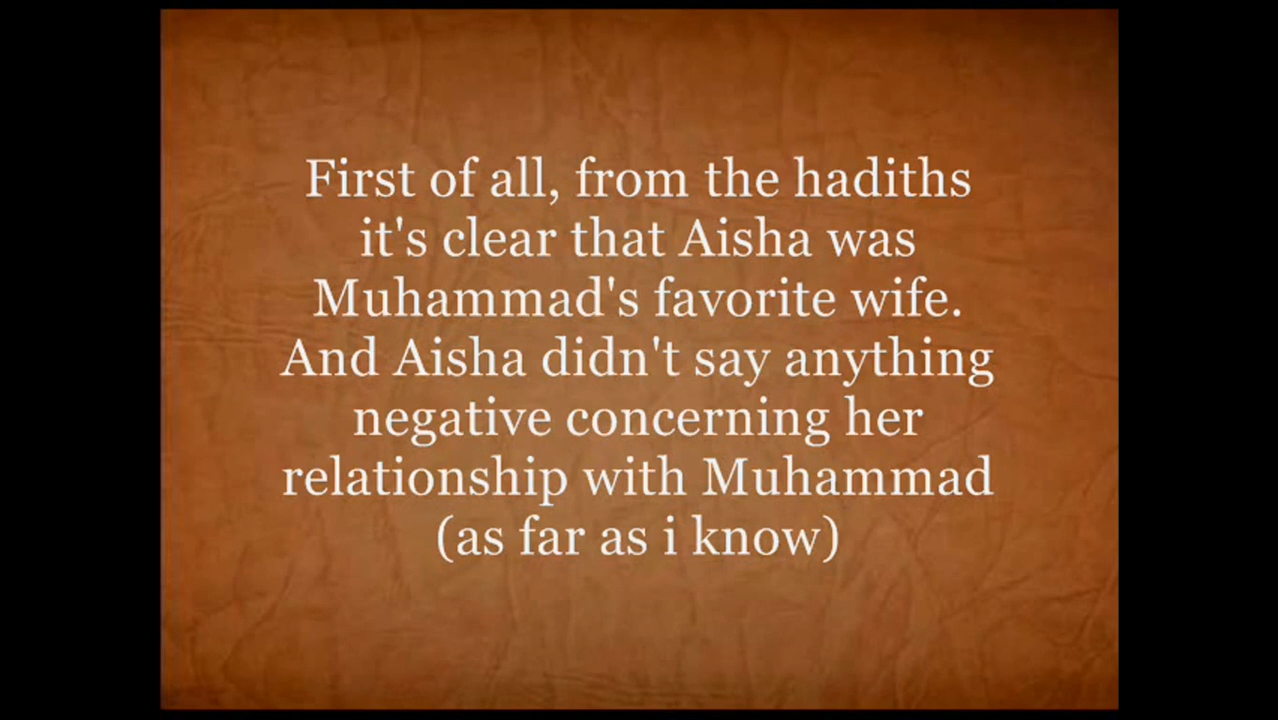 First of all, from the hadiths
it's clear that Aisha was
Muhammad's favorite wife.
And Aisha didn't say anything
negative concerning her
relationship with Muhammad
(as far as i know)